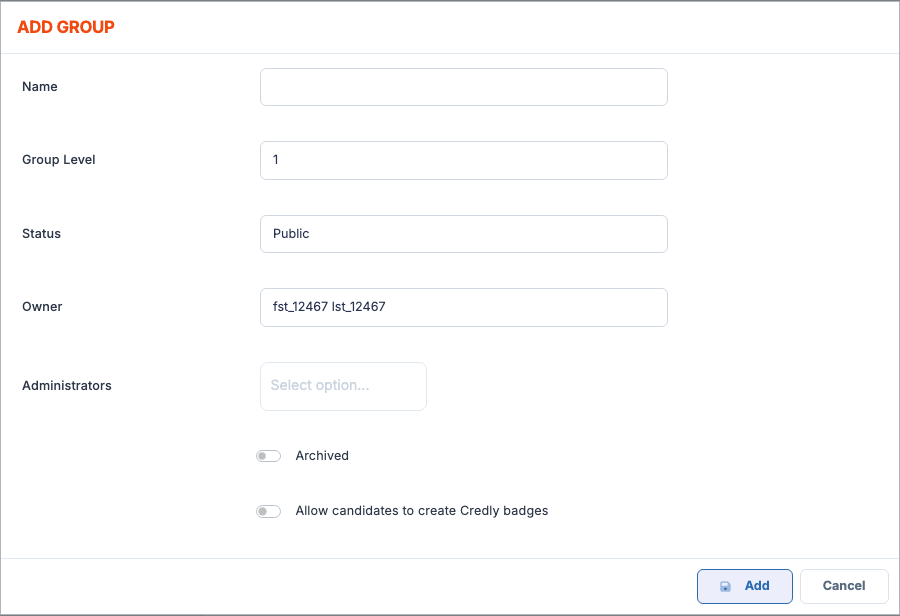 ADD GROUP
Name
Group Level
1
Status
Public
Owner
fst_12467 lst_12467
Administrators
Select option...
Archived
Allow candidates to create Credly badges
Add
Cancel